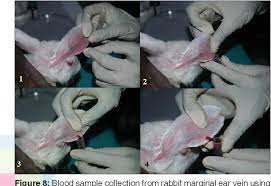 1
2
3
4
Figure 8: Blood sample collection from rabbit marginal ear vein using